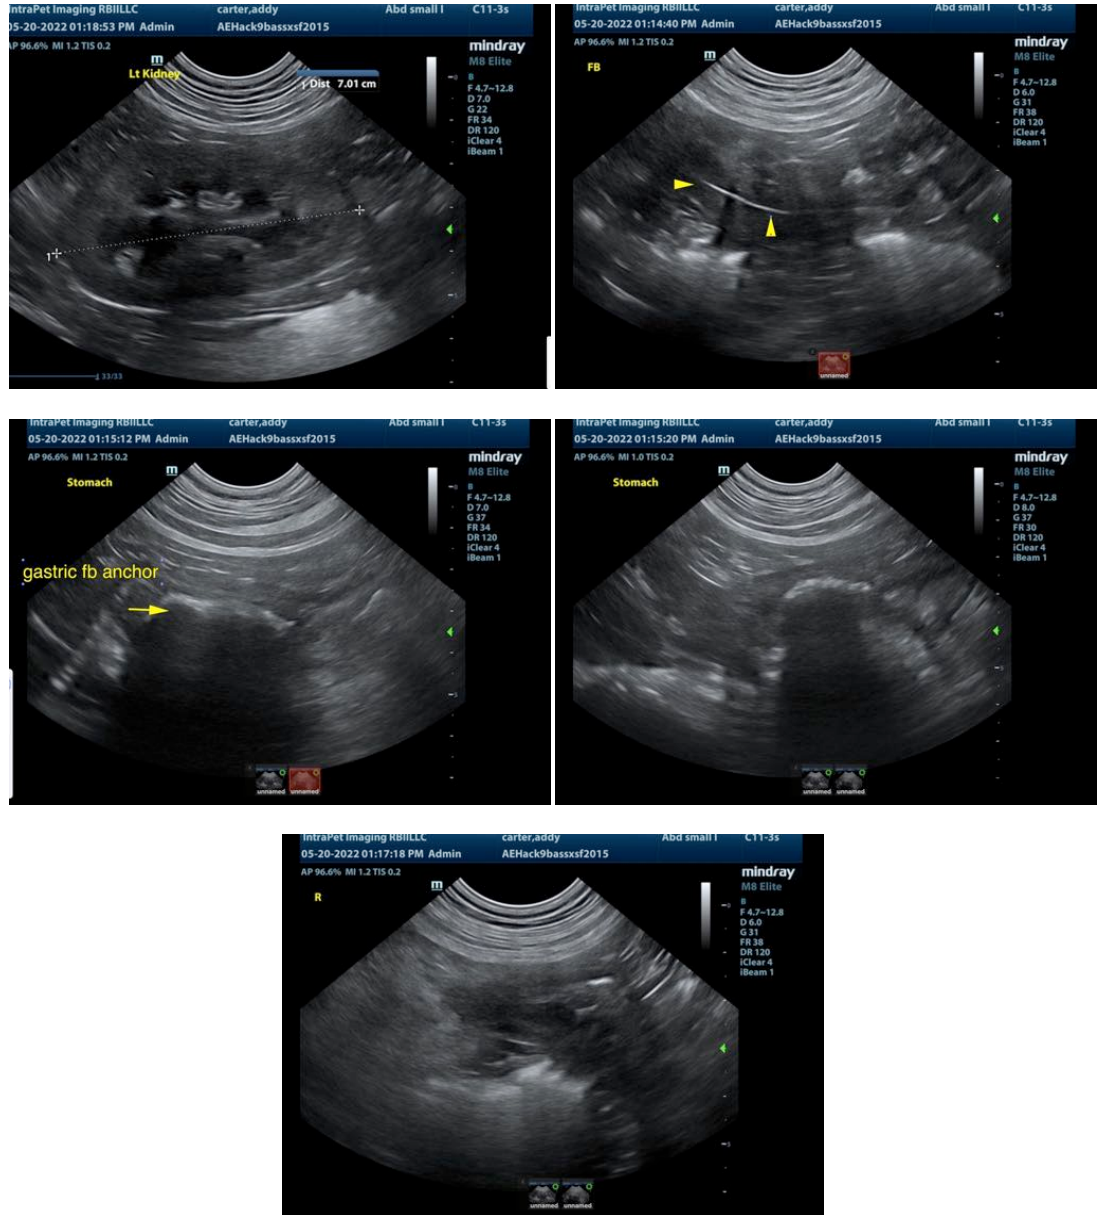 IntraPet Imaging RBIILLC carter,addy Abd small I C11-3s
05-20-2022 01:18:53 PM Admin AEHack9bassxsf2015
AP 96.6% MI 1.2 TIS 0.2
mindray
M8 Elite
m
Lt Kidney
1 Dist 7.01 cm
B
F 4.7~12.8
D 7.0
G 22
FR 34
DR 120
iClear 4
iBeam 1
1
33/33
IntraPet Imaging RBIILLC carter,addy Abd small I C11-3s
05-20-2022 01:14:40 PM Admin AEHack9bassxsf2015
AP 96.6% MI 1.2 TIS 0.2
mindray
M8 Elite
m
FB
B
F 4.7~12.8
D 6.0
G 31
FR 38
DR 120
iClear 4
iBeam 1
unnamed
IntraPet Imaging RBIILLC carter,addy Abd small I C11-3s
05-20-2022 01:15:12 PM Admin AEHack9bassxsf2015
AP 96.6% MI 1.2 TIS 0.2
mindray
M8 Elite
m
Stomach
B
F 4.7~12.8
D 7.0
G 37
FR 34
DR 120
iClear 4
iBeam 1
gastric fb anchor
unnamed unnamed
IntraPet Imaging RBIILLC carter,addy Abd small I C11-3s
05-20-2022 01:15:20 PM Admin AEHack9bassxsf2015
AP 96.6% MI 1.0 TIS 0.2
mindray
M8 Elite
m
Stomach
B
F 4.7~12.8
D 8.0
G 37
FR 30
DR 120
iClear 4
iBeam 1
unnamed unnamed
IntraPet Imaging RBIILLC carter,addy Abd small I C11-3s
05-20-2022 01:17:18 PM Admin AEHack9bassxsf2015
AP 96.6% MI 1.2 TIS 0.2
mindray
M8 Elite
m
R
B
F 4.7~12.8
D 6.0
G 31
FR 38
DR 120
iClear 4
iBeam 1
unnamed unnamed